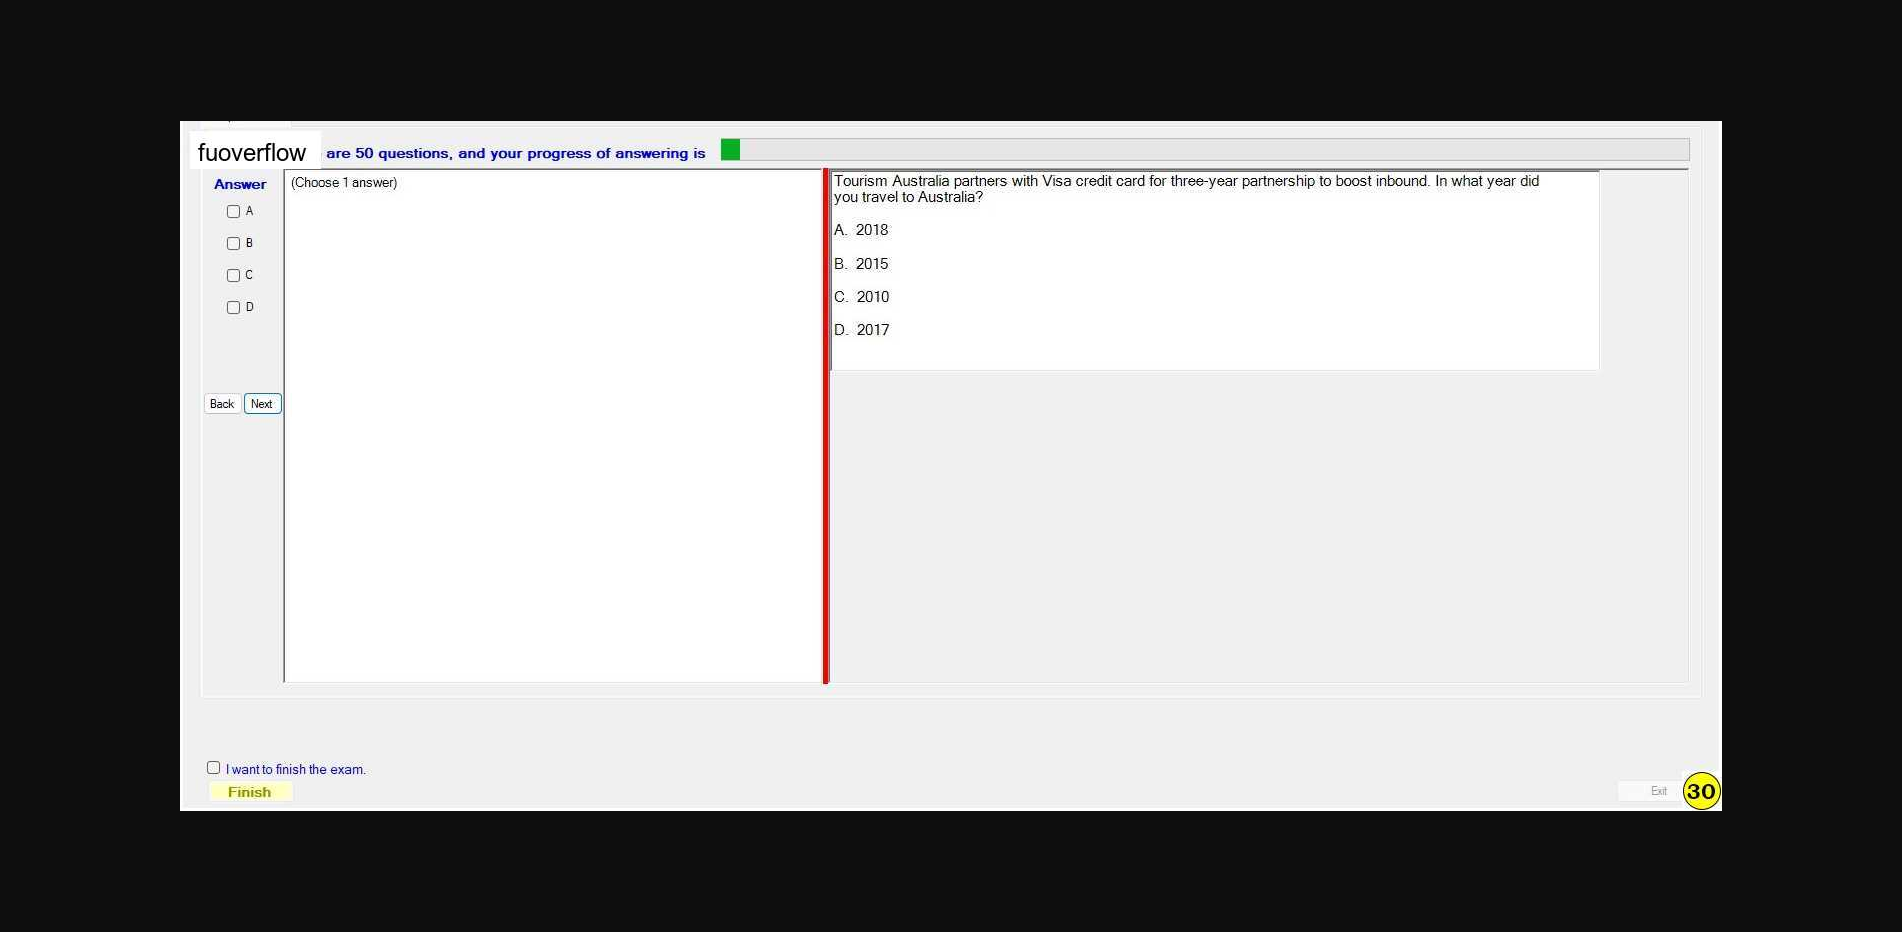 fuoverflow are 50 questions, and your progress of answering is
Answer
A
B
C
D
Back Next
(Choose 1 answer)
Tourism Australia partners with Visa credit card for three-year partnership to boost inbound. In what year did
you travel to Australia?
A. 2018
B. 2015
C. 2010
D. 2017
I want to finish the exam.
Finish
Exit
30